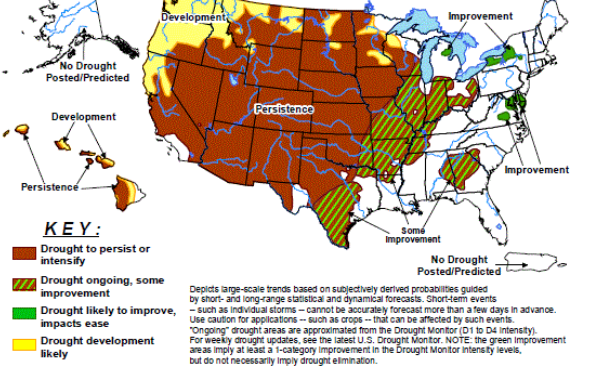 Development
Improvement
No Drought
Posted/Predicted
Persistence
Development
Improvement
Persistence
Some
Improvement
No Drought
Posted/Predicted
KEY:
Drought to persist or
intensify
Drought ongoing, some
improvement
Drought likely to improve,
impacts ease
Drought development
likely
Depicts large-scale trends based on subjectively derived probabilities guided
by short- and long-range statistical and dynamical forecasts. Short-term events
-- such as individual storms -- cannot be accurately forecast more than a few days in advance.
Use caution for applications -- such as crops -- that can be affected by such events.
"Ongoing" drought areas are approximated from the Drought Monitor (D1 to D4 intensity).
For weekly drought updates, see the latest U.S. Drought Monitor. NOTE: the green improvement
areas imply at least a 1-category improvement in the Drought Monitor intensity levels,
but do not necessarily imply drought elimination.